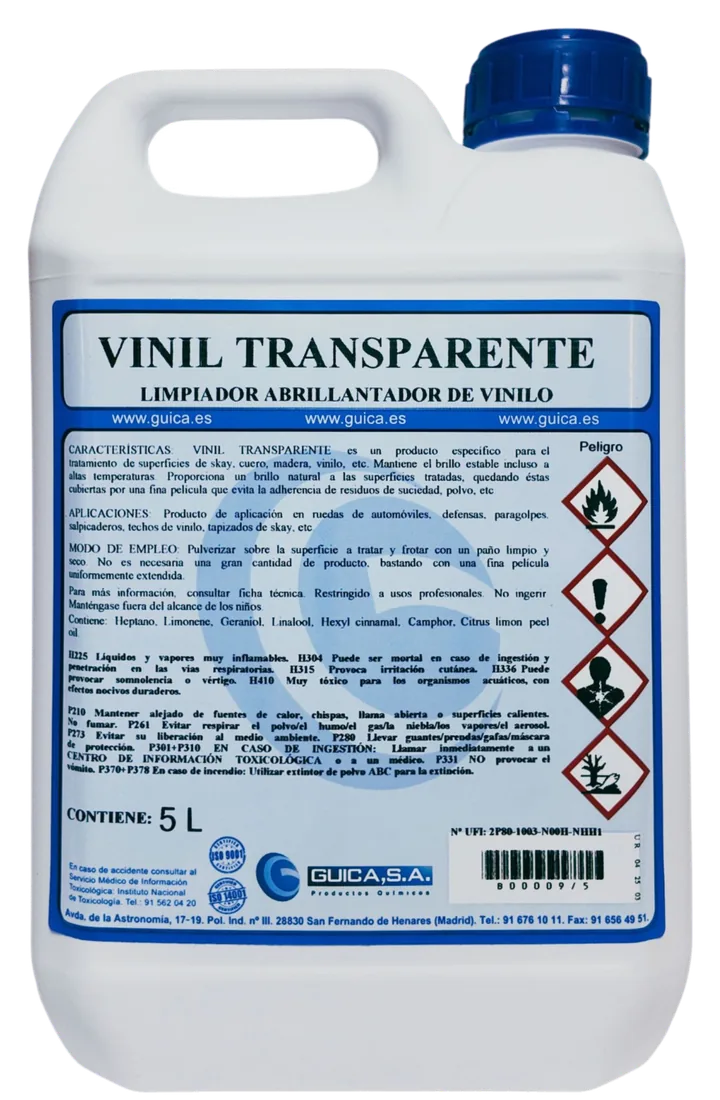 VINIL TRANSPARENTE
LIMPIADOR ABRILLANTADOR DE VINILO
www.guica.es www.guica.es www.guica.es
CARACTERÍSTICAS: VINIL TRANSPARENTE es un producto específico para el
tratamiento de superficies de skay, cuero, madera, vinilo, etc. Mantiene el brillo estable incluso a
altas temperaturas. Proporciona un brillo natural a las superficies tratadas, quedando éstas
cubiertas por una fina película que evita la adherencia de residuos de suciedad, polvo, etc
APLICACIONES: Producto de aplicación en ruedas de automóviles, defensas, paragolpes,
salpicaderos, techos de vinilo, tapizados de skay, etc
MODO DE EMPLEO: Pulverizar sobre la superficie a tratar y frotar con un paño limpio y
seco. No es necesaria una gran cantidad de producto, bastando con una fina película
uniformemente extendida.
Para más información, consultar ficha técnica. Restringido a usos profesionales. No ingerir
Manténgase fuera del alcance de los niños.
Contiene: Heptano, Limonene, Geraniol, Linalool, Hexyl cinnamal, Camphor, Citrus limon peel
oil
H225 Líquidos y vapores muy inflamables. H304 Puede ser mortal en caso de ingestión y
penetración en las vías respiratorias. H315 Provoca irritación cutánea. H336 Puede
provocar somnolencia o vértigo. H410 Muy tóxico para los organismos acuáticos, con
efectos nocivos duraderos.
P210 Mantener alejado de fuentes de calor, chispas, llama abierta o superficies calientes.
No fumar. P261 Evitar respirar el polvo/el humo/el gas/la niebla/los vapores/el aerosol.
P273 Evitar su liberación al medio ambiente. P280 Llevar guantes/prendas/gafas/máscara
de protección. P301+P310 EN CASO DE INGESTIÓN: Llamar inmediatamente a un
CENTRO DE INFORMACIÓN TOXICOLÓGICA o a un médico. P331 NO provocar el
vómito. P370+P378 En caso de incendio: Utilizar extintor de polvo ABC para la extinción.
Peligro
CONTIENE: 5 L
Nº UFI: 2P80-1003-N00H-NHH1
UR 04 23 03
B00009/5
En caso de accidente consultar al
Servicio Médico de Información
Toxicológica: Instituto Nacional
de Toxicología. Tel.: 91 562 04 20
ISO 9001
ISO 14001
GUICA, S.A.
Productos Químicos
Avda. de la Astronomía, 17-19. Pol. Ind. nº III. 28830 San Fernando de Henares (Madrid). Tel.: 91 676 10 11. Fax: 91 656 49 51.